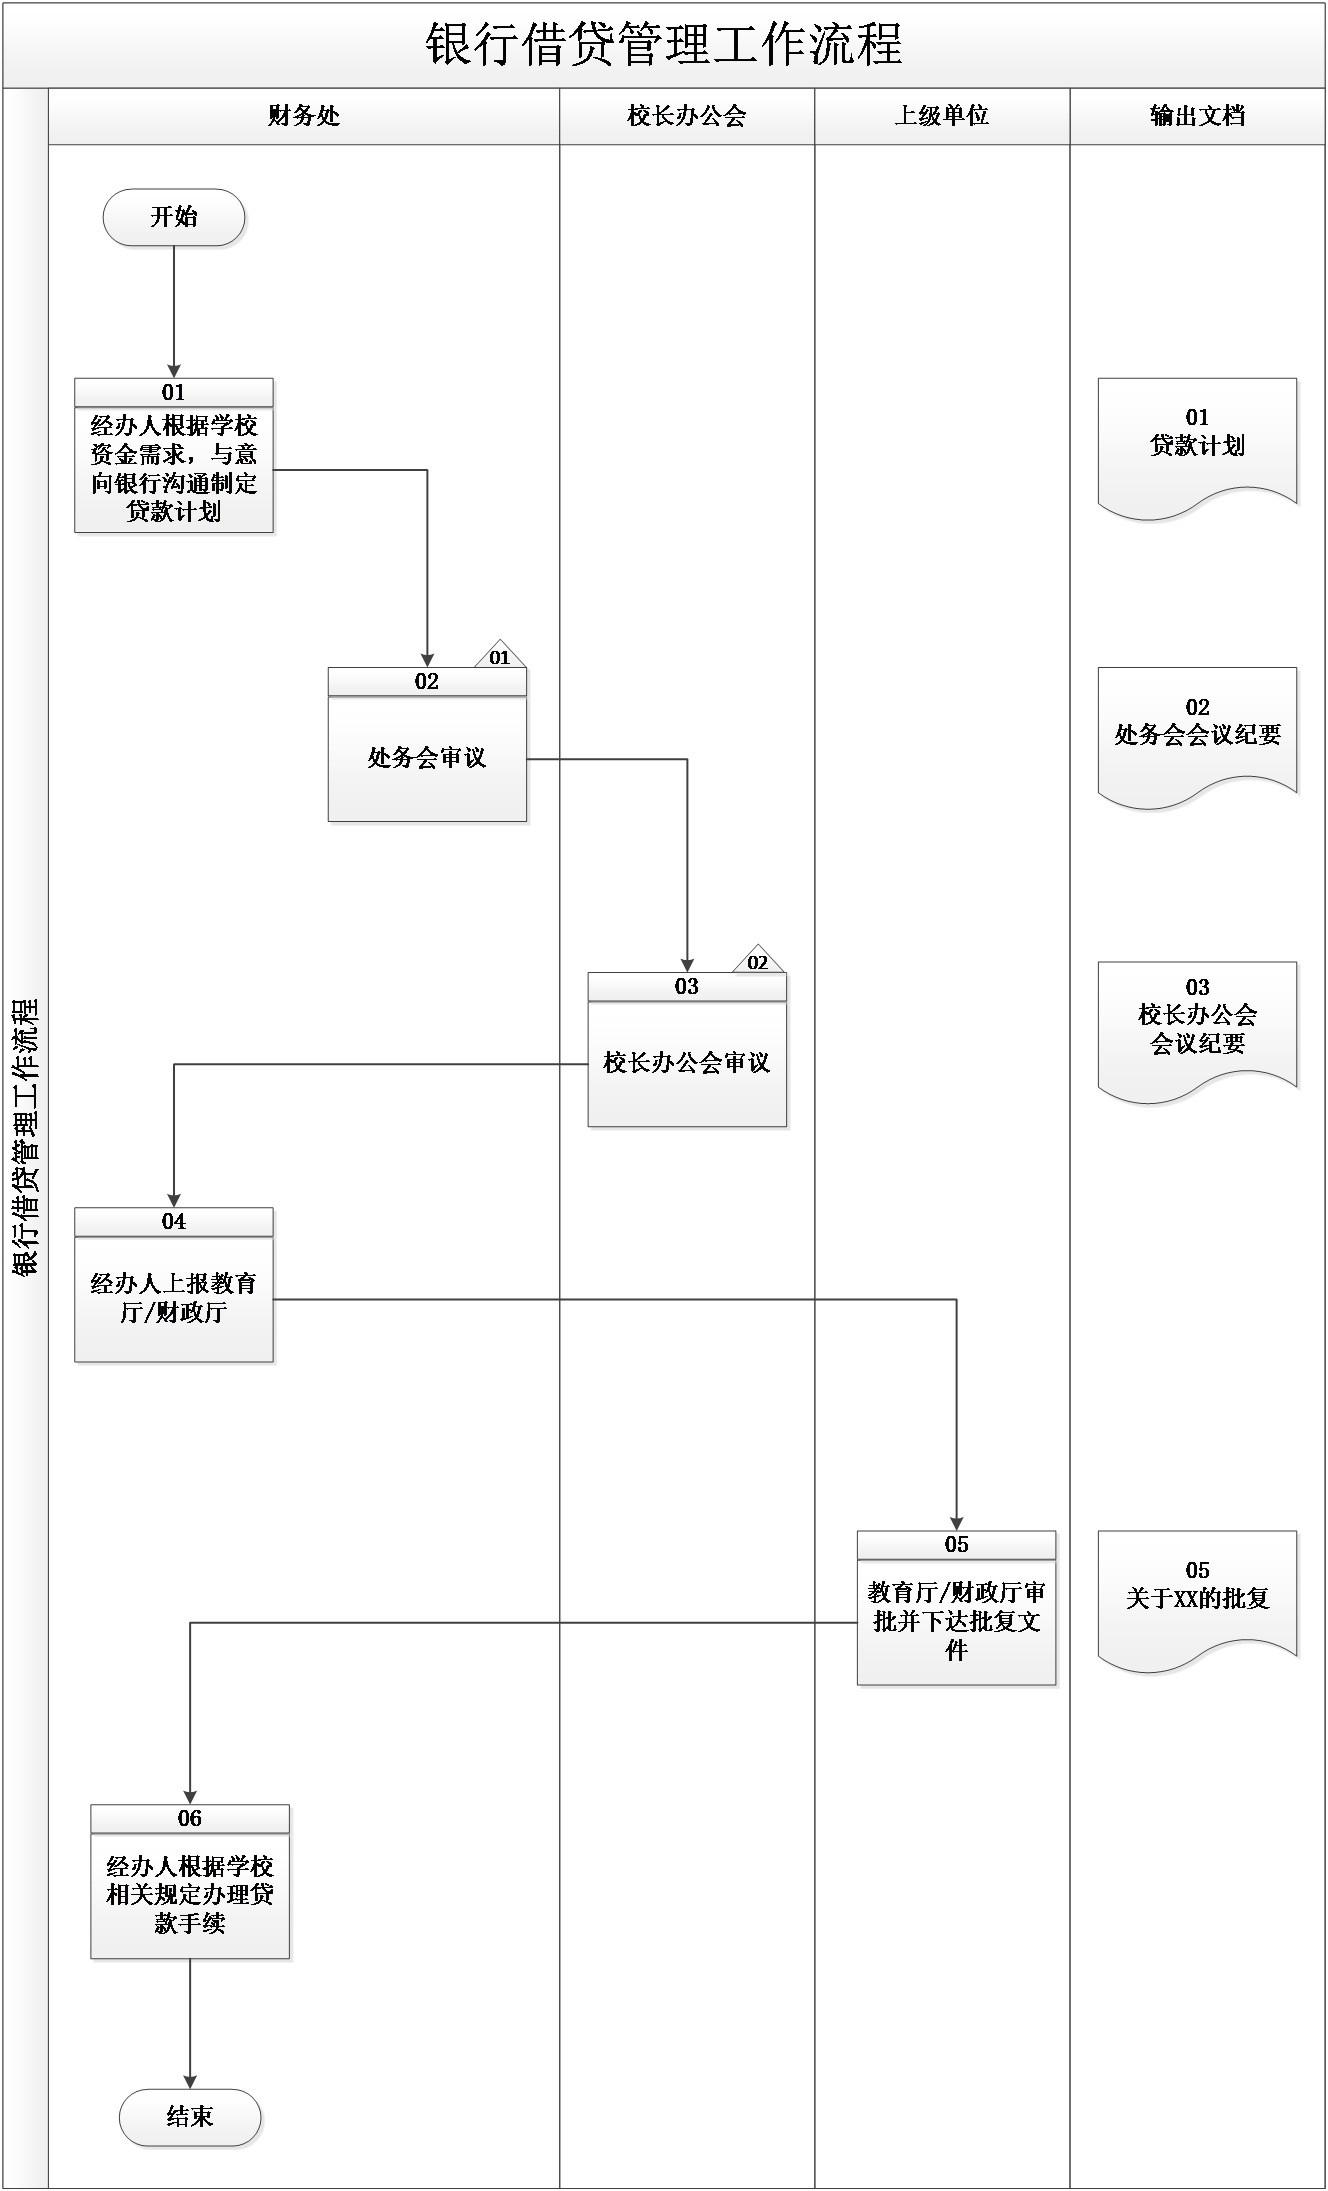 银行借贷管理工作流程
财务处
校长办公会
上级单位
输出文档
银行借贷管理工作流程
开始
01
经办人根据学校
资金需求，与意
向银行沟通制定
贷款计划
01
贷款计划
01
02
处务会审议
02
处务会会议纪要
02
03
校长办公会审议
03
校长办公会
会议纪要
04
经办人上报教育
厅/财政厅
05
教育厅/财政厅审
批并下达批复文
件
05
关于XX的批复
06
经办人根据学校
相关规定办理贷
款手续
结束